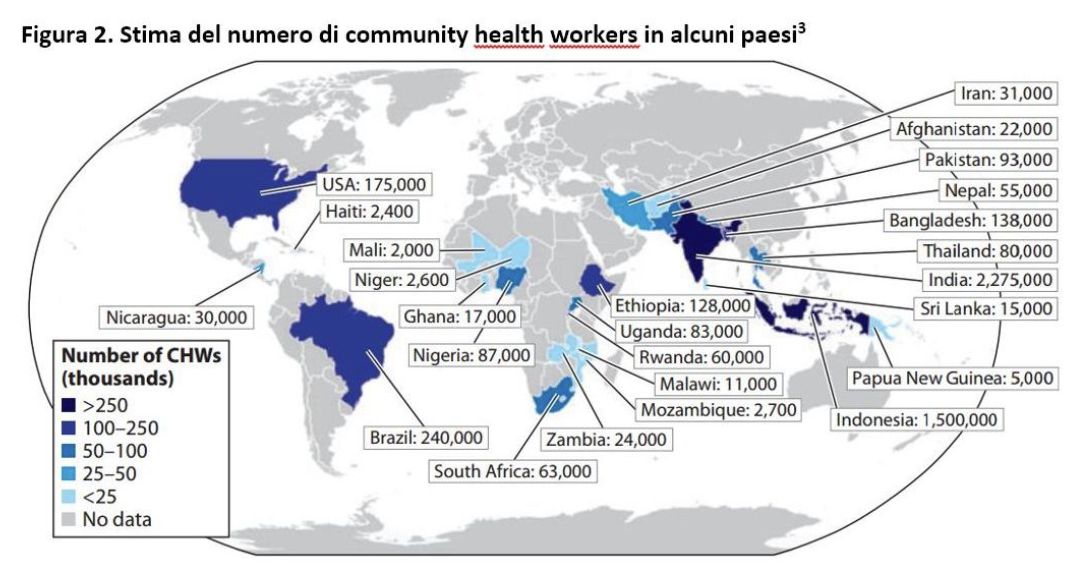 Figura 2. Stima del numero di community health workers in alcuni paesi³
Iran: 31,000
Afghanistan: 22,000
Pakistan: 93,000
Nepal: 55,000
Bangladesh: 138,000
Thailand: 80,000
India: 2,275,000
Sri Lanka: 15,000
USA: 175,000
Haiti: 2,400
Mali: 2,000
Niger: 2,600
Ghana: 17,000
Nigeria: 87,000
Nicaragua: 30,000
Ethiopia: 128,000
Uganda: 83,000
Rwanda: 60,000
Malawi: 11,000
Mozambique: 2,700
Zambia: 24,000
South Africa: 63,000
Brazil: 240,000
Papua New Guinea: 5,000
Indonesia: 1,500,000
Number of CHWs
(thousands)
>250
100–250
50–100
25–50
<25
No data